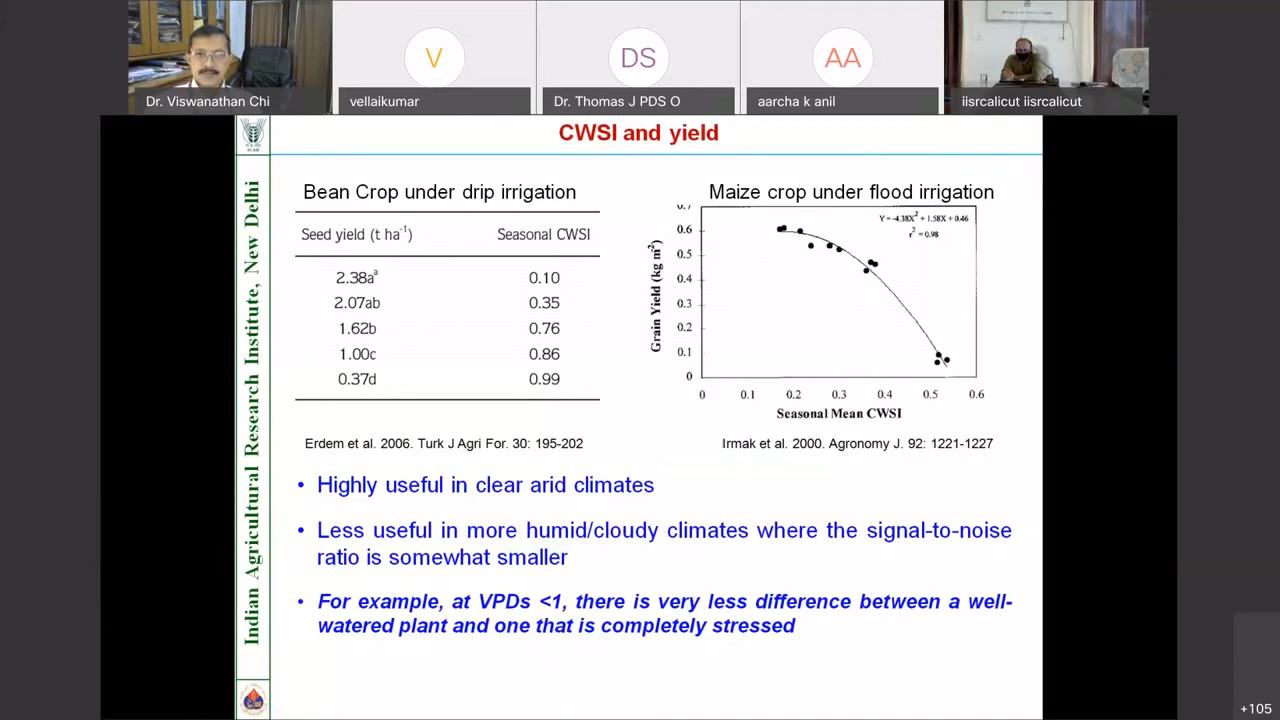 V
DS
AA
Dr. Viswanathan Chi
vellaikumar
Dr. Thomas J PDS O
aarcha k anil
iisrcalicut iisrcalicut
Indian Agricultural Research Institute, New Delhi
CWSI and yield
Bean Crop under drip irrigation
Seed yield (t ha⁻¹) Seasonal CWSI
2.38aª 0.10
2.07ab 0.35
1.62b 0.76
1.00c 0.86
0.37d 0.99
Erdem et al. 2006. Turk J Agri For. 30: 195-202
Maize crop under flood irrigation
Y = -4.38X² + 1.58X + 0.46
r² = 0.98
Grain Yield (kg m²)
0.7
0.6
0.5
0.4
0.3
0.2
0.1
0
0 0.1 0.2 0.3 0.4 0.5 0.6
Seasonal Mean CWSI
Irmak et al. 2000. Agronomy J. 92: 1221-1227
• Highly useful in clear arid climates
• Less useful in more humid/cloudy climates where the signal-to-noise
ratio is somewhat smaller
• For example, at VPDs <1, there is very less difference between a well-
watered plant and one that is completely stressed
+105